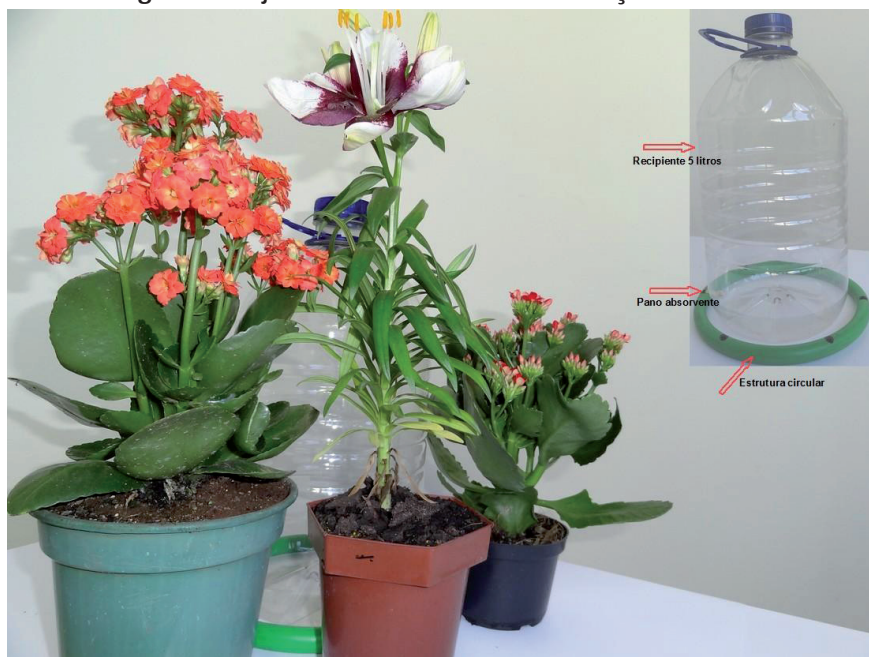 Recipiente 5 litros
Pano absorvente
Estrutura circular